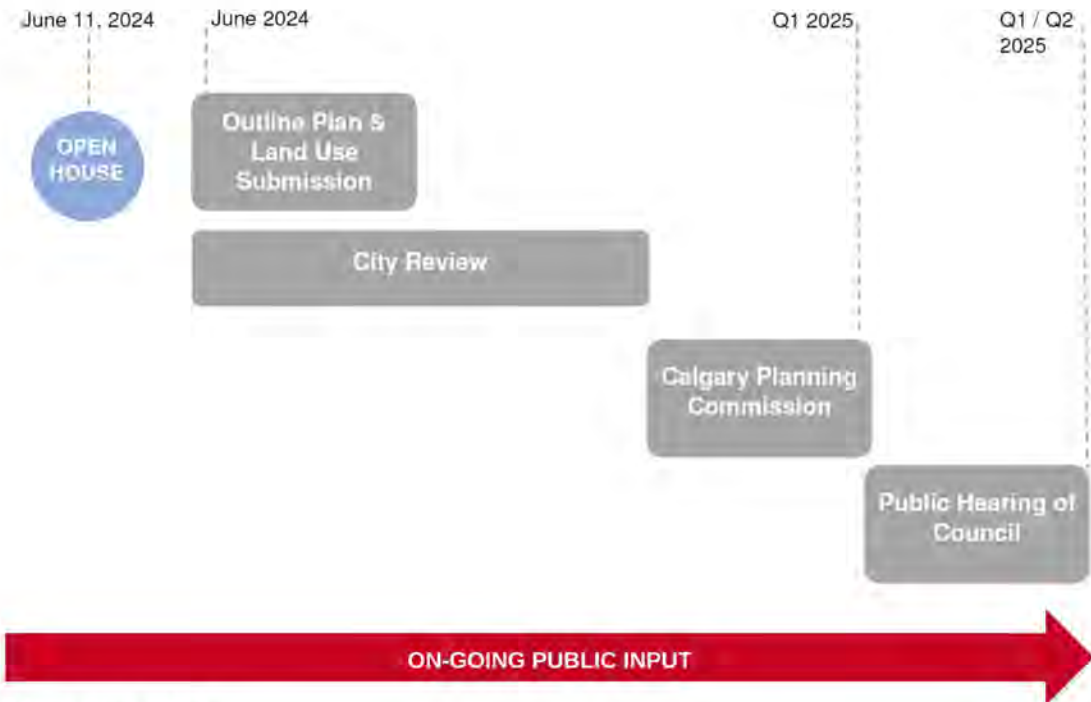 June 11, 2024
June 2024
Q1 2025
Q1 / Q2
2025
OPEN
HOUSE
Outline Plan &
Land Use
Submission
City Review
Calgary Planning
Commission
Public Hearing of
Council
ON-GOING PUBLIC INPUT